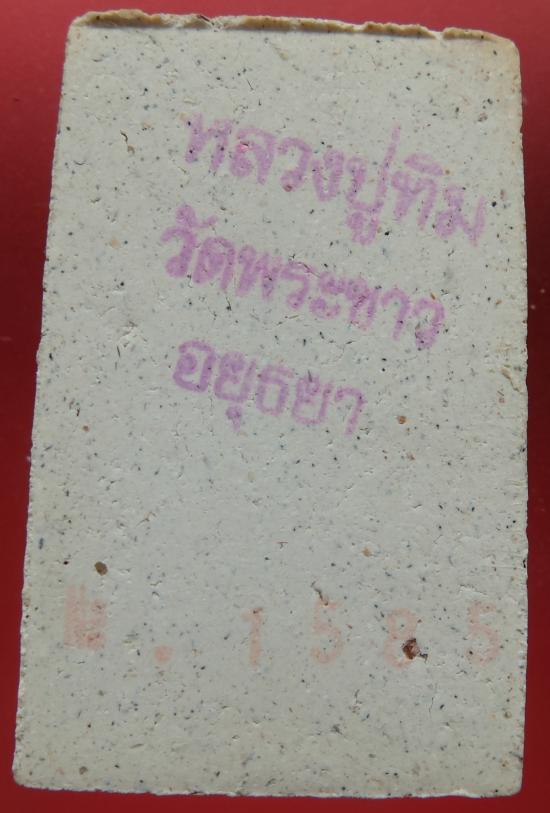 หลวงปู่ทิม
วัดพระขาว
อยุธยา
№. 1585